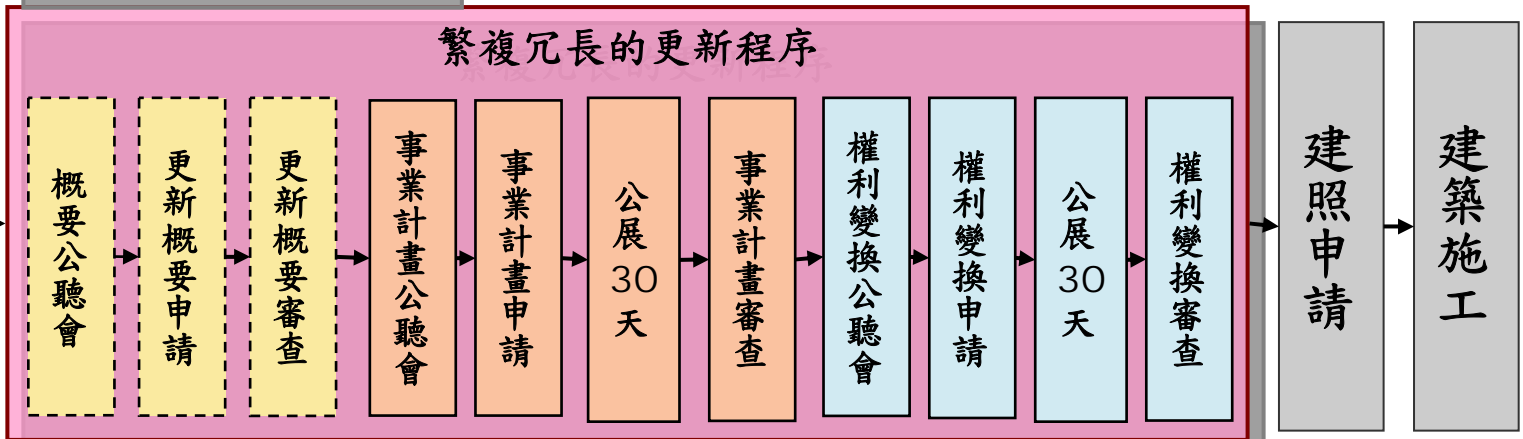 繁複冗長的更新程序
概要公聽會
更新概要申請
更新概要審查
事業計畫公聽會
事業計畫申請
公展30天
事業計畫審查
權利變換公聽會
權利變換申請
公展30天
權利變換審查
建照申請
建築施工